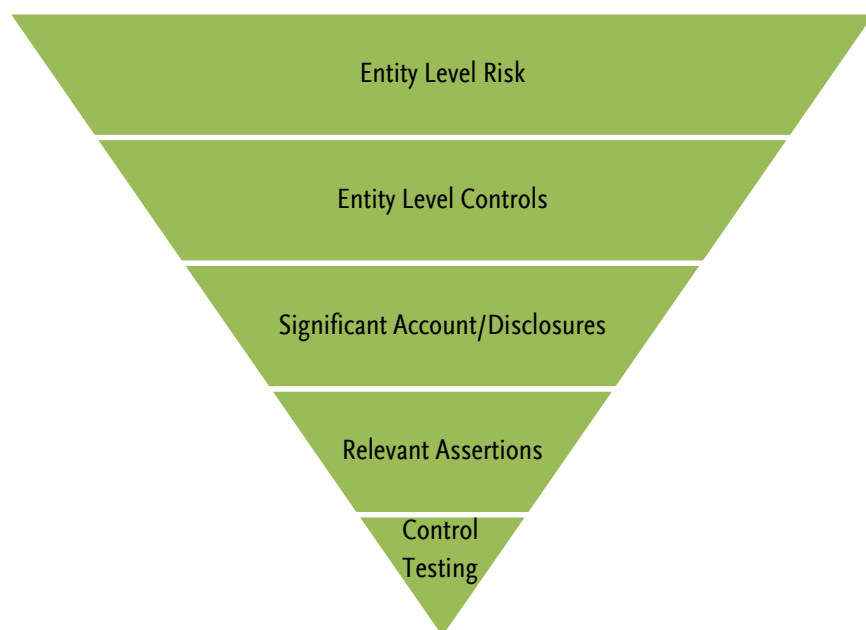 Entity Level Risk
Entity Level Controls
Significant Account/Disclosures
Relevant Assertions
Control
Testing